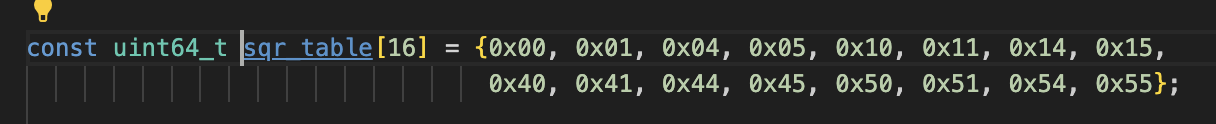 const uint64_t sqr_table[16] = {0x00, 0x01, 0x04, 0x05, 0x10, 0x11, 0x14, 0x15,
0x40, 0x41, 0x44, 0x45, 0x50, 0x51, 0x54, 0x55};